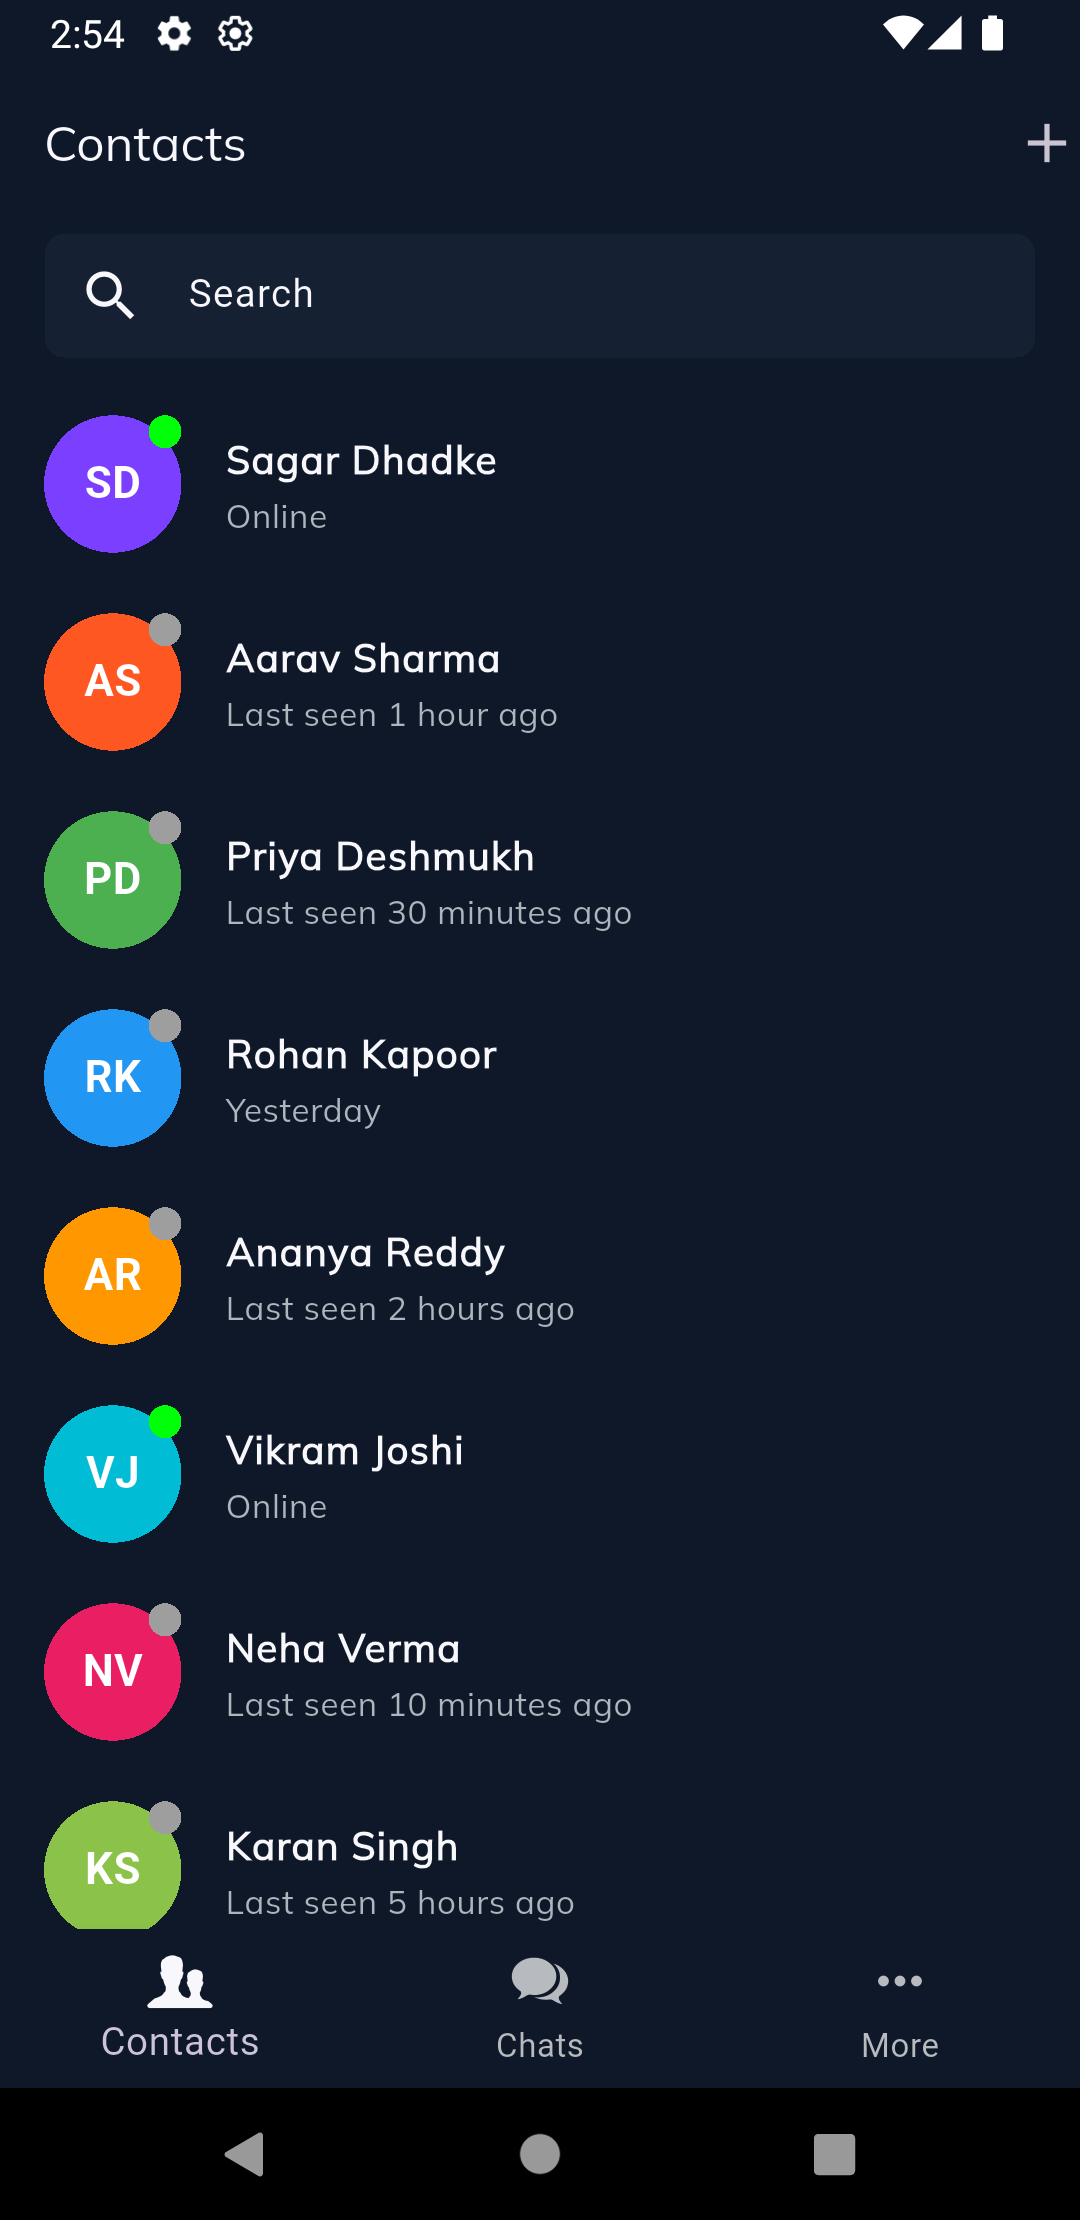 2:54
Contacts
Search
SD
Sagar Dhadke
Online
AS
Aarav Sharma
Last seen 1 hour ago
PD
Priya Deshmukh
Last seen 30 minutes ago
RK
Rohan Kapoor
Yesterday
AR
Ananya Reddy
Last seen 2 hours ago
VJ
Vikram Joshi
Online
NV
Neha Verma
Last seen 10 minutes ago
KS
Karan Singh
Last seen 5 hours ago
Contacts
Chats
More